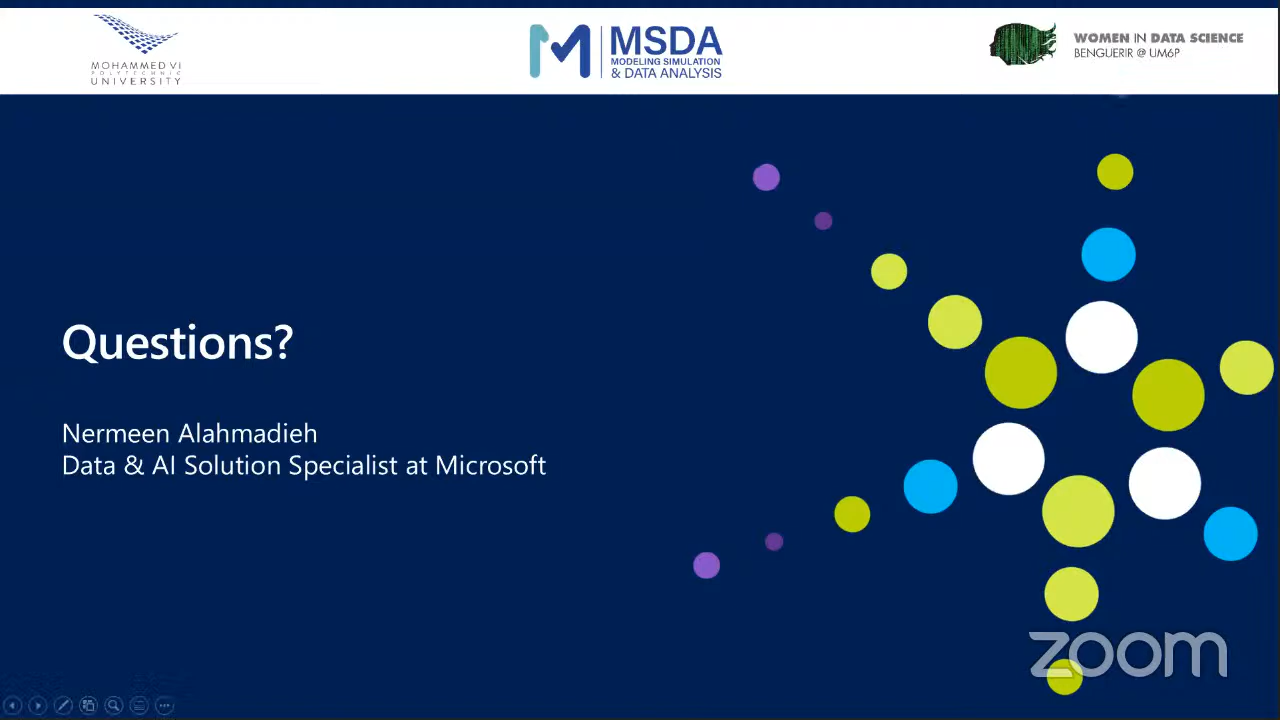 MOHAMMED VI
POLYTECHNIC
UNIVERSITY
MSDA
MODELING SIMULATION
& DATA ANALYSIS
WOMEN IN DATA SCIENCE
BENGUERIR @ UM6P
Questions?
Nermeen Alahmadieh
Data & AI Solution Specialist at Microsoft
zoom